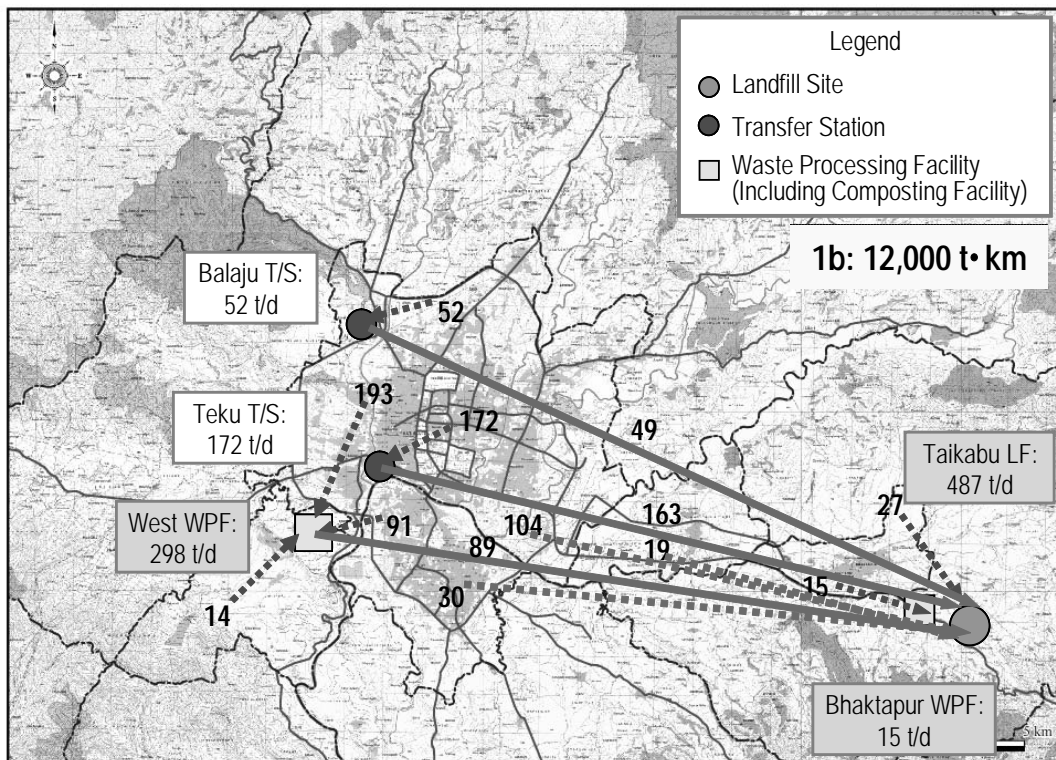 N
W
E
S
Legend
Landfill Site
Transfer Station
Waste Processing Facility
(Including Composting Facility)
1b: 12,000 t• km
Balaju T/S:
52 t/d
52
193
Teku T/S:
172 t/d
172
49
Taikabu LF:
487 t/d
27
West WPF:
298 t/d
91
104
163
89
19
15
30
14
Bhaktapur WPF:
15 t/d
5 km